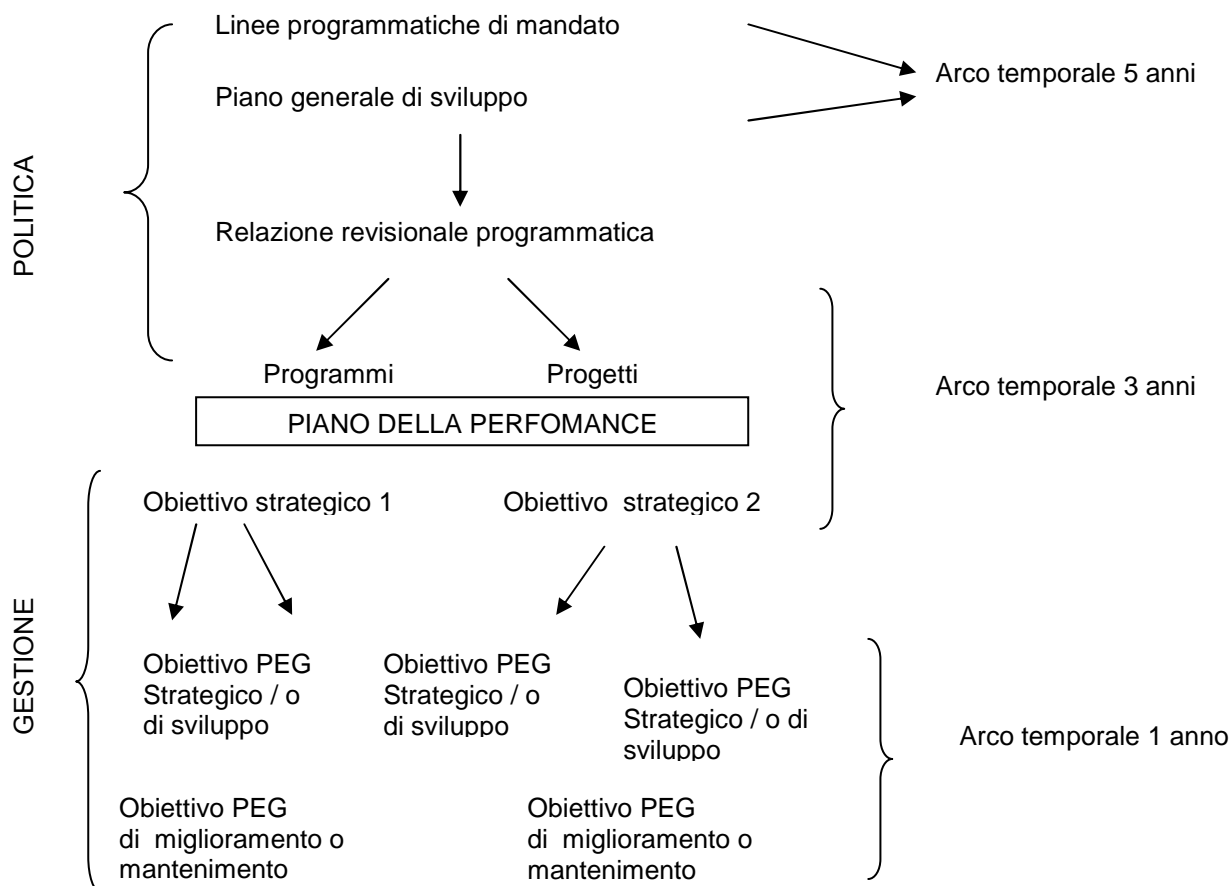 Linee programmatiche di mandato
Arco temporale 5 anni
Piano generale di sviluppo
POLITICA
Relazione revisionale programmatica
Programmi
Progetti
Arco temporale 3 anni
PIANO DELLA PERFOMANCE
Obiettivo strategico 1
Obiettivo strategico 2
GESTIONE
Obiettivo PEG
Strategico / o
di sviluppo
Obiettivo PEG
Strategico / o
di sviluppo
Obiettivo PEG
Strategico / o di
sviluppo
Arco temporale 1 anno
Obiettivo PEG
di miglioramento o
mantenimento
Obiettivo PEG
di miglioramento o
mantenimento